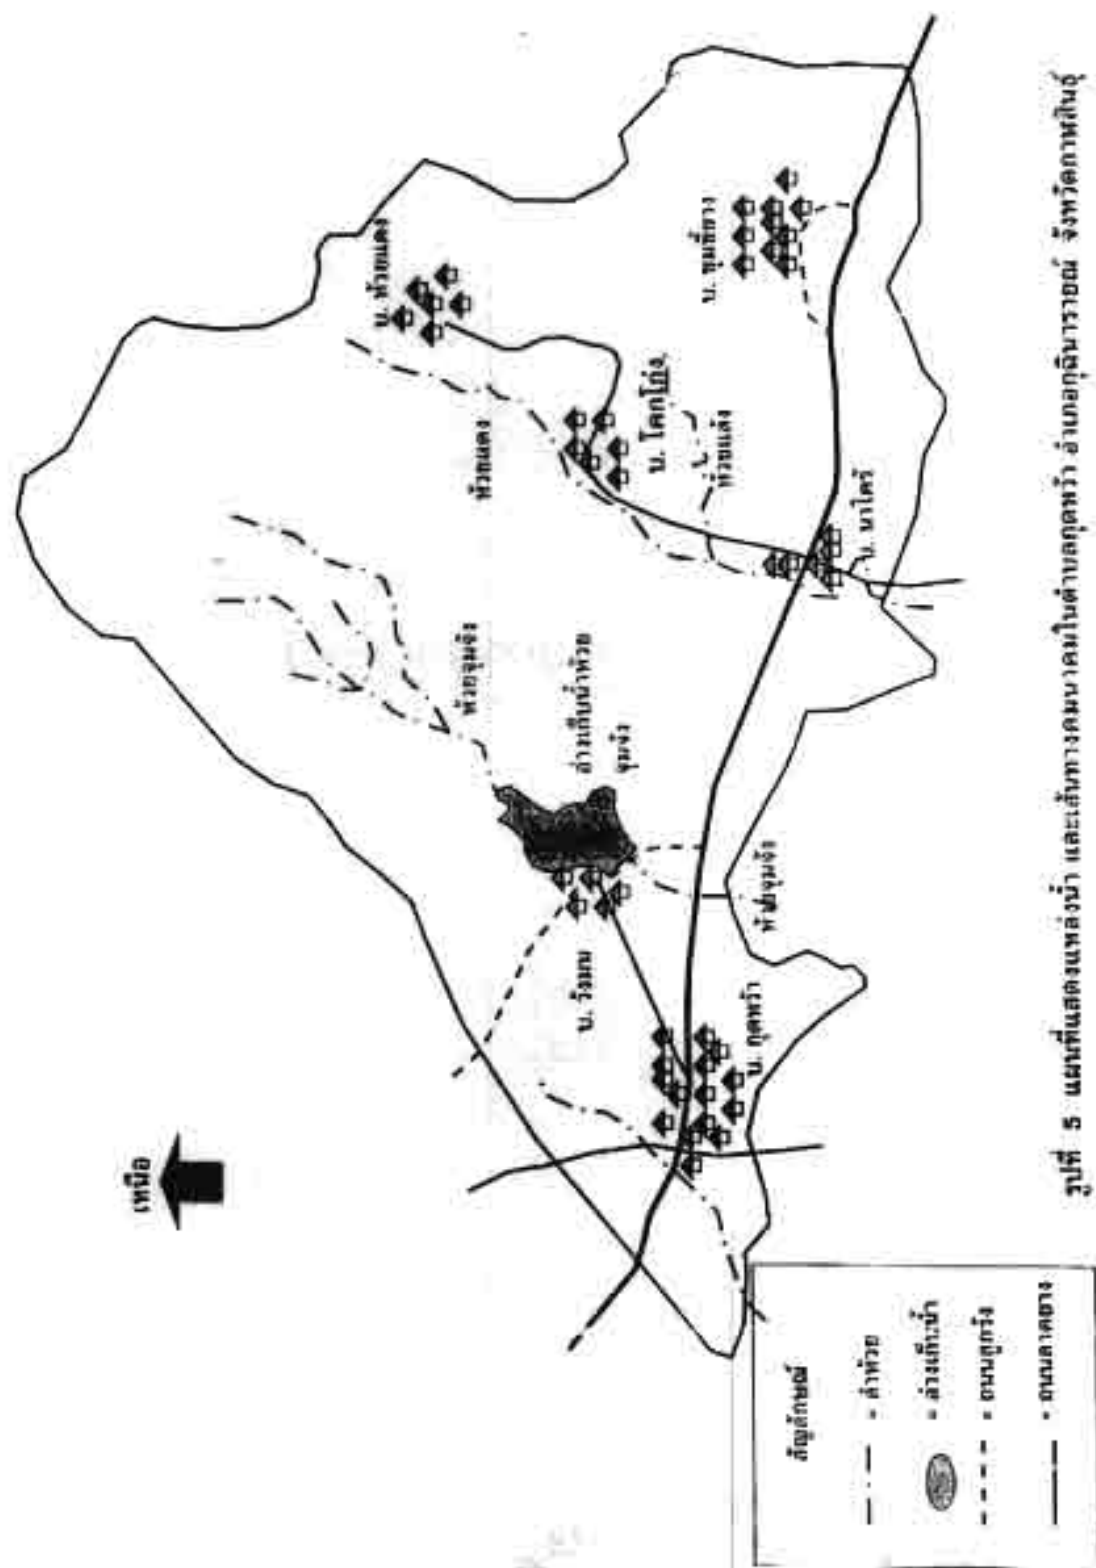 เหนือ
บ. ห้วยแดง
ห้วยแดง
บ. โคกโก่ง
ห้วยแล้ง
บ. นาไคร้
ห้วยจุมจัง
อ่างเก็บน้ำห้วย
จุมจัง
ห้วยจุมจัง
บ. วังมน
บ. กุดหว้า
สัญลักษณ์
= ลำห้วย
= อ่างเก็บน้ำ
= ถนนลูกรัง
= ถนนลาดยาง
รูปที่ 5 แผนที่แสดงแหล่งน้ำ และเส้นทางคมนาคมในตำบลกุดหว้า อำเภอกุฉินารายณ์ จังหวัดกาฬสินธุ์